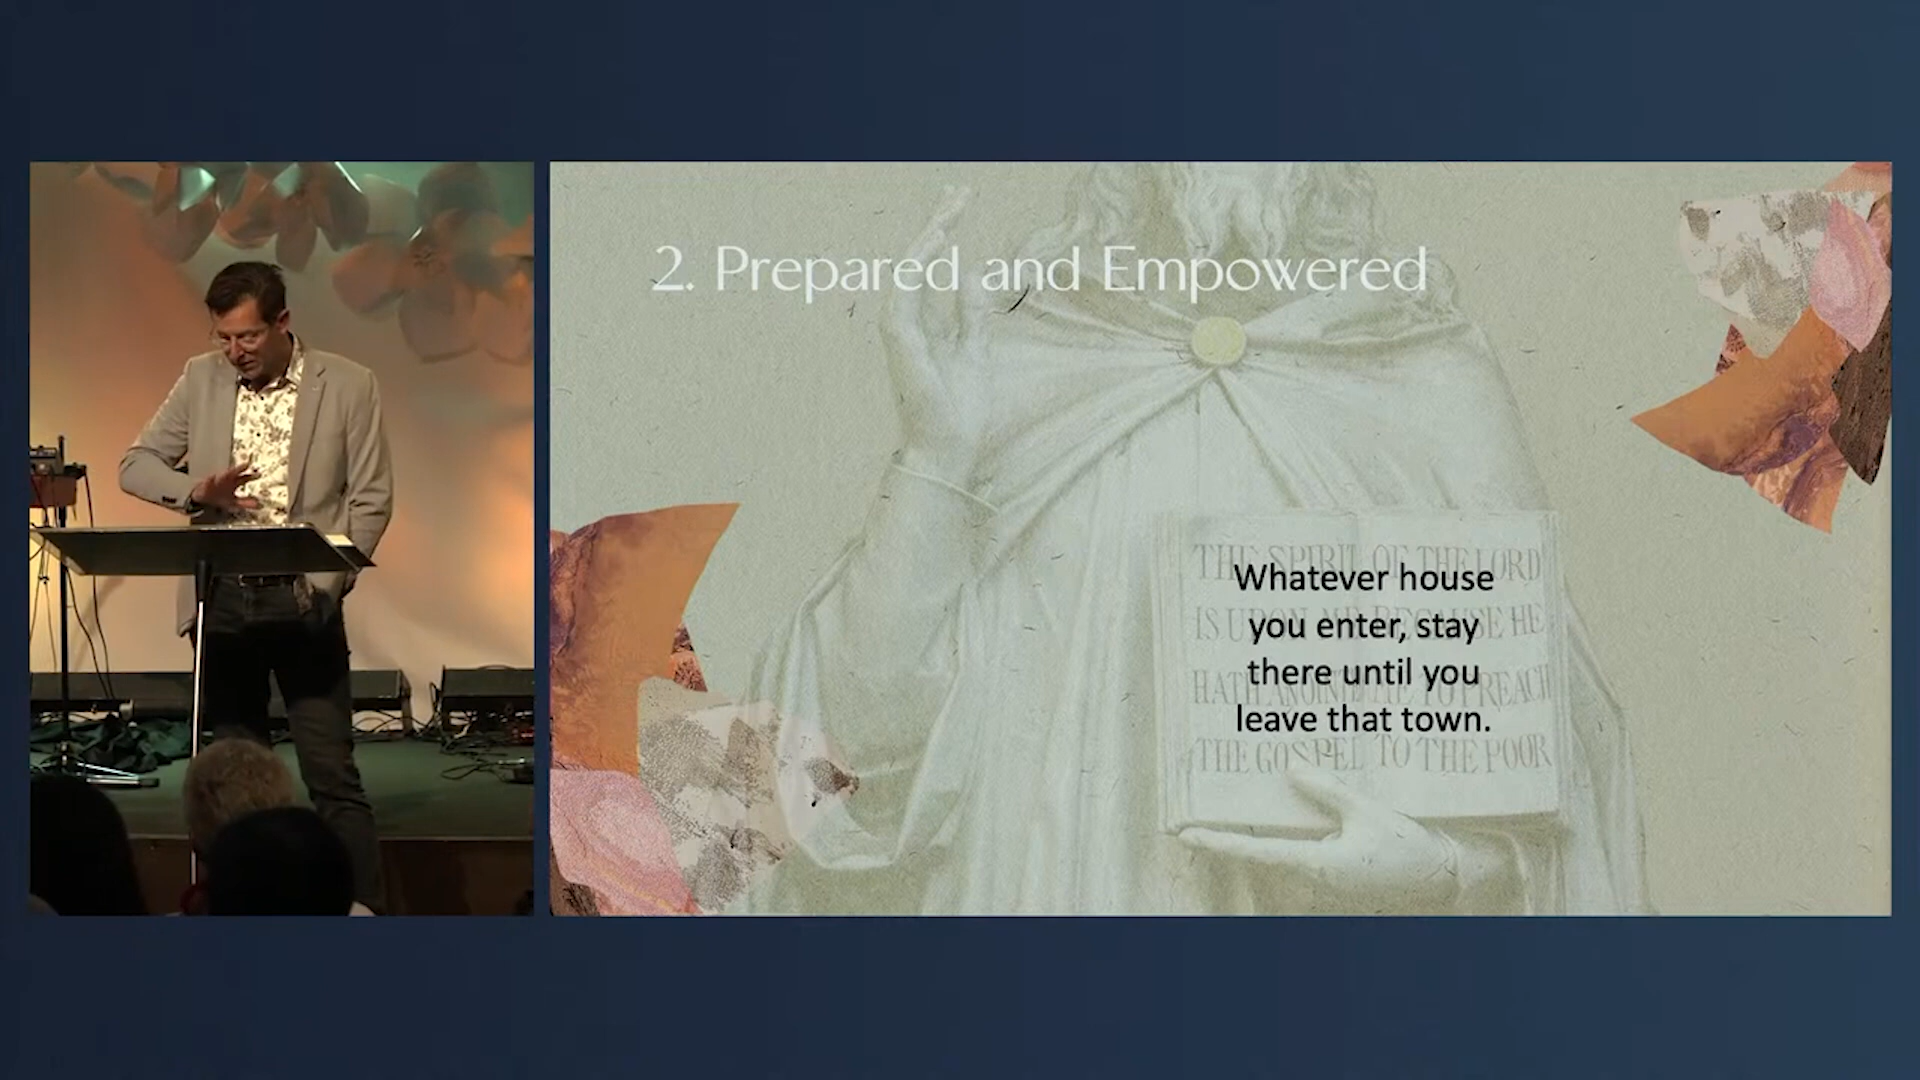 2. Prepared and Empowered
Whatever house
you enter, stay
there until you
leave that town.
THE SPIRIT OF THE LORD
IS UPON ME BECAUSE HE
HATH ANOINTED ME TO PREACH
THE GOSPEL TO THE POOR